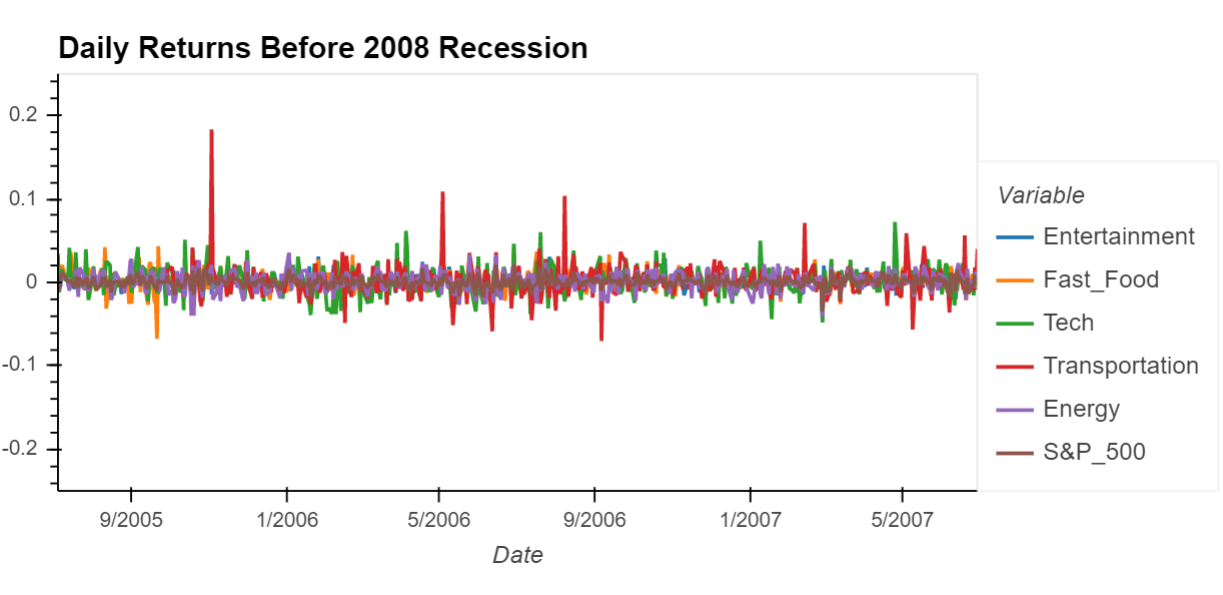 Daily Returns Before 2008 Recession
0.2
0.1
0
-0.1
-0.2
9/2005 1/2006 5/2006 9/2006 1/2007 5/2007
Date
Variable
Entertainment
Fast_Food
Tech
Transportation
Energy
S&P_500